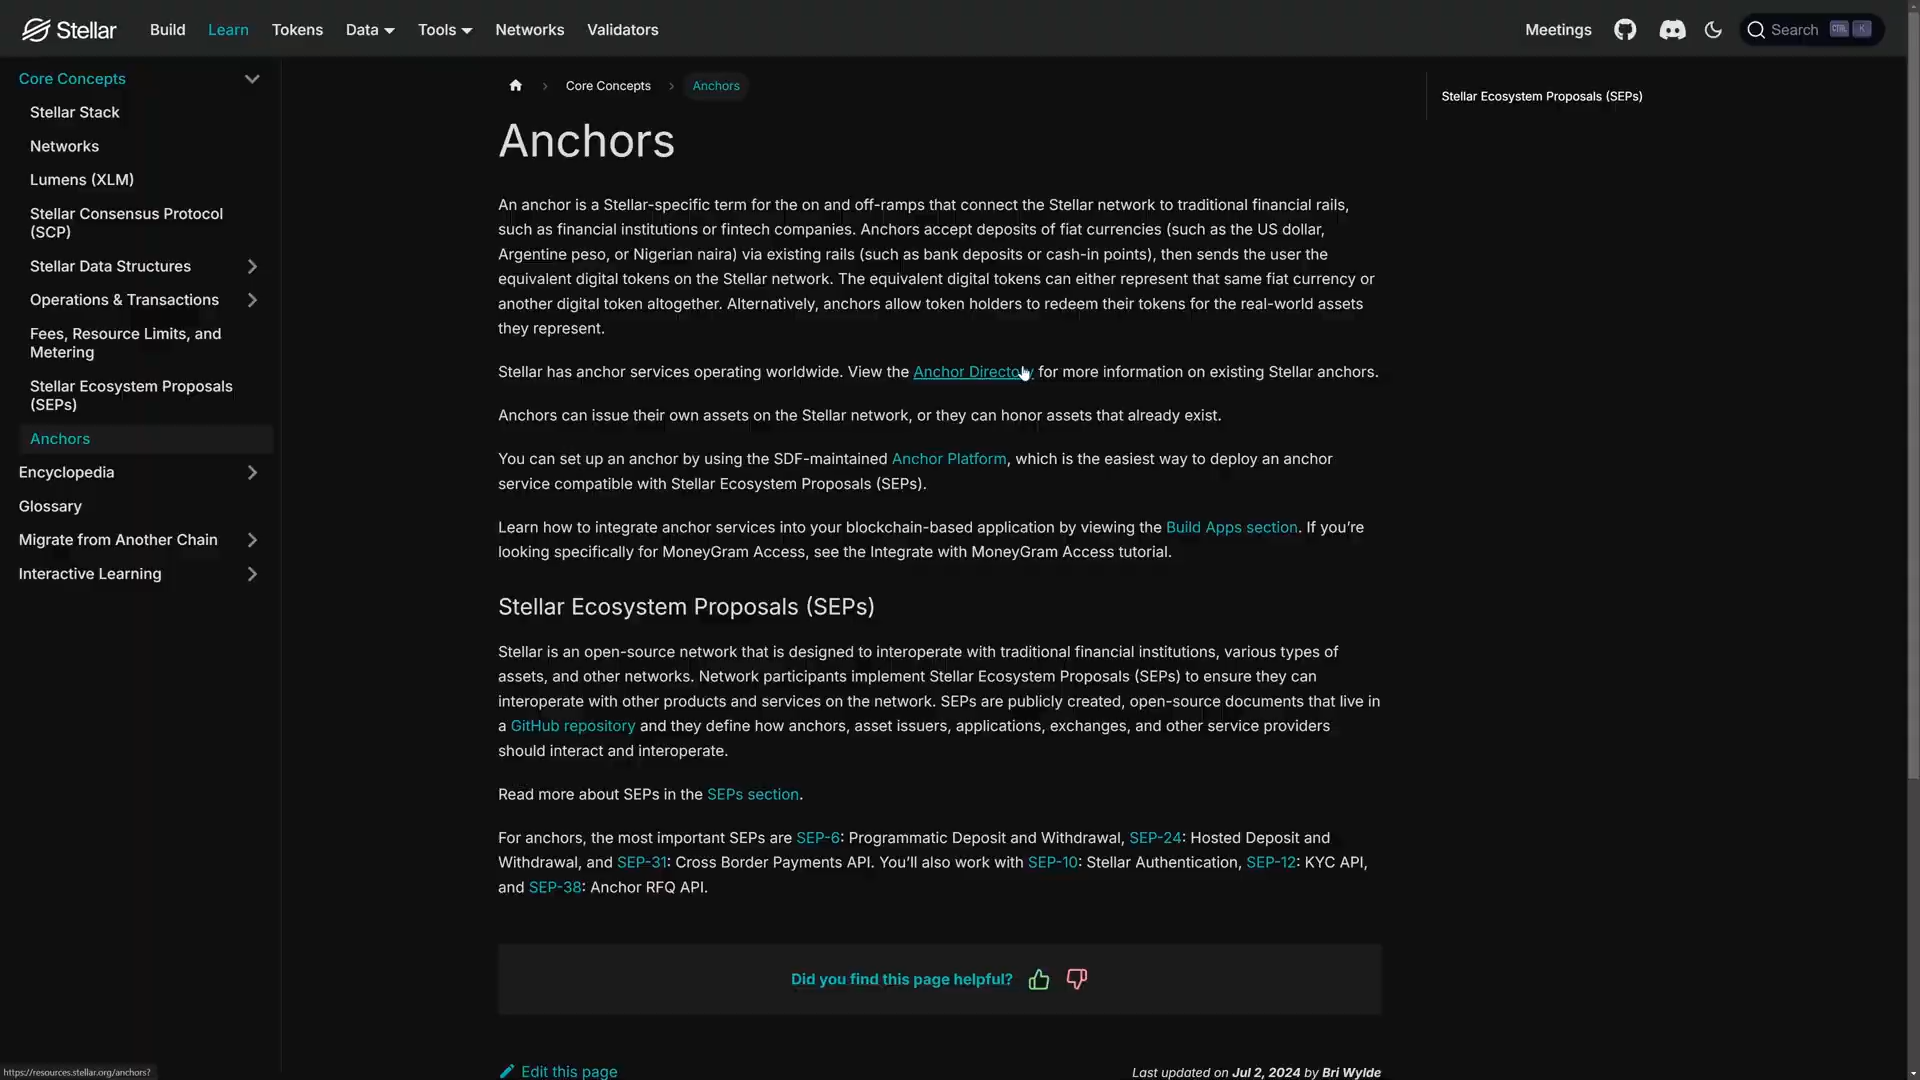 Stellar
Build
Learn
Tokens
Data
Tools
Networks
Validators
Meetings
Search
CTRL
K
Core Concepts
Stellar Stack
Networks
Lumens (XLM)
Stellar Consensus Protocol
(SCP)
Stellar Data Structures
Operations & Transactions
Fees, Resource Limits, and
Metering
Stellar Ecosystem Proposals
(SEPs)
Anchors
Encyclopedia
Glossary
Migrate from Another Chain
Interactive Learning
Core Concepts
Anchors
Anchors
An anchor is a Stellar-specific term for the on and off-ramps that connect the Stellar network to traditional financial rails,
such as financial institutions or fintech companies. Anchors accept deposits of fiat currencies (such as the US dollar,
Argentine peso, or Nigerian naira) via existing rails (such as bank deposits or cash-in points), then sends the user the
equivalent digital tokens on the Stellar network. The equivalent digital tokens can either represent that same fiat currency or
another digital token altogether. Alternatively, anchors allow token holders to redeem their tokens for the real-world assets
they represent.
Stellar has anchor services operating worldwide. View the Anchor Directory for more information on existing Stellar anchors.
Anchors can issue their own assets on the Stellar network, or they can honor assets that already exist.
You can set up an anchor by using the SDF-maintained Anchor Platform, which is the easiest way to deploy an anchor
service compatible with Stellar Ecosystem Proposals (SEPs).
Learn how to integrate anchor services into your blockchain-based application by viewing the Build Apps section. If you’re
looking specifically for MoneyGram Access, see the Integrate with MoneyGram Access tutorial.
Stellar Ecosystem Proposals (SEPs)
Stellar is an open-source network that is designed to interoperate with traditional financial institutions, various types of
assets, and other networks. Network participants implement Stellar Ecosystem Proposals (SEPs) to ensure they can
interoperate with other products and services on the network. SEPs are publicly created, open-source documents that live in
a GitHub repository and they define how anchors, asset issuers, applications, exchanges, and other service providers
should interact and interoperate.
Read more about SEPs in the SEPs section.
For anchors, the most important SEPs are SEP-6: Programmatic Deposit and Withdrawal, SEP-24: Hosted Deposit and
Withdrawal, and SEP-31: Cross Border Payments API. You’ll also work with SEP-10: Stellar Authentication, SEP-12: KYC API,
and SEP-38: Anchor RFQ API.
Did you find this page helpful?
Edit this page
Last updated on Jul 2, 2024 by Bri Wylde
Stellar Ecosystem Proposals (SEPs)
https://resources.stellar.org/anchors?